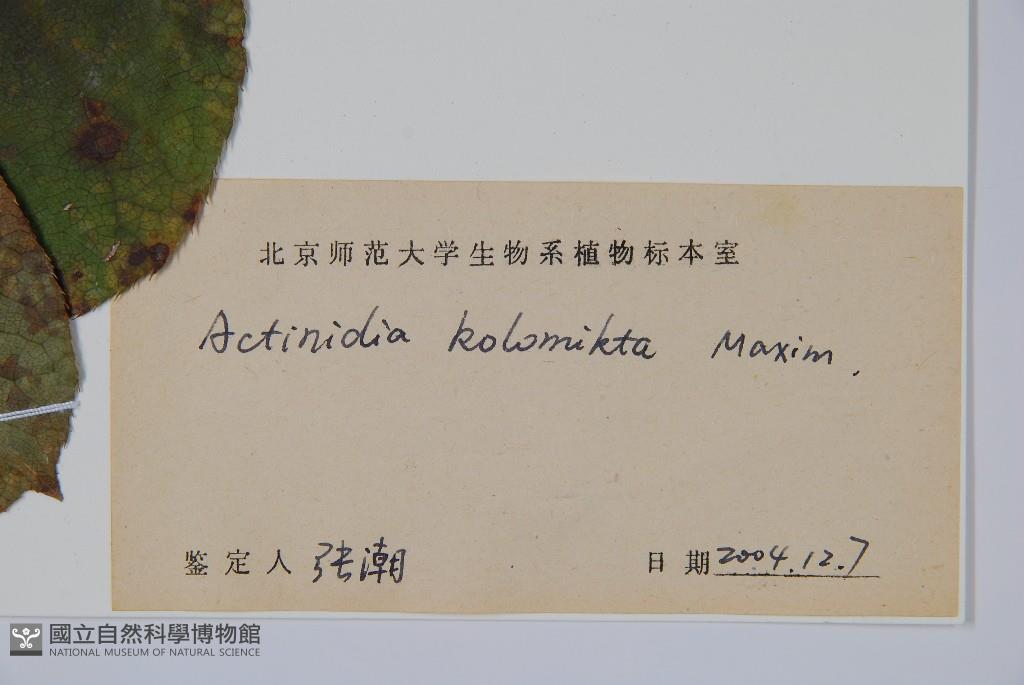 北京师范大学生物系植物标本室
Actinidia kolomikta Maxim.
鉴定人 张潮 日期 2004.12.7
國立自然科學博物館
NATIONAL MUSEUM OF NATURAL SCIENCE